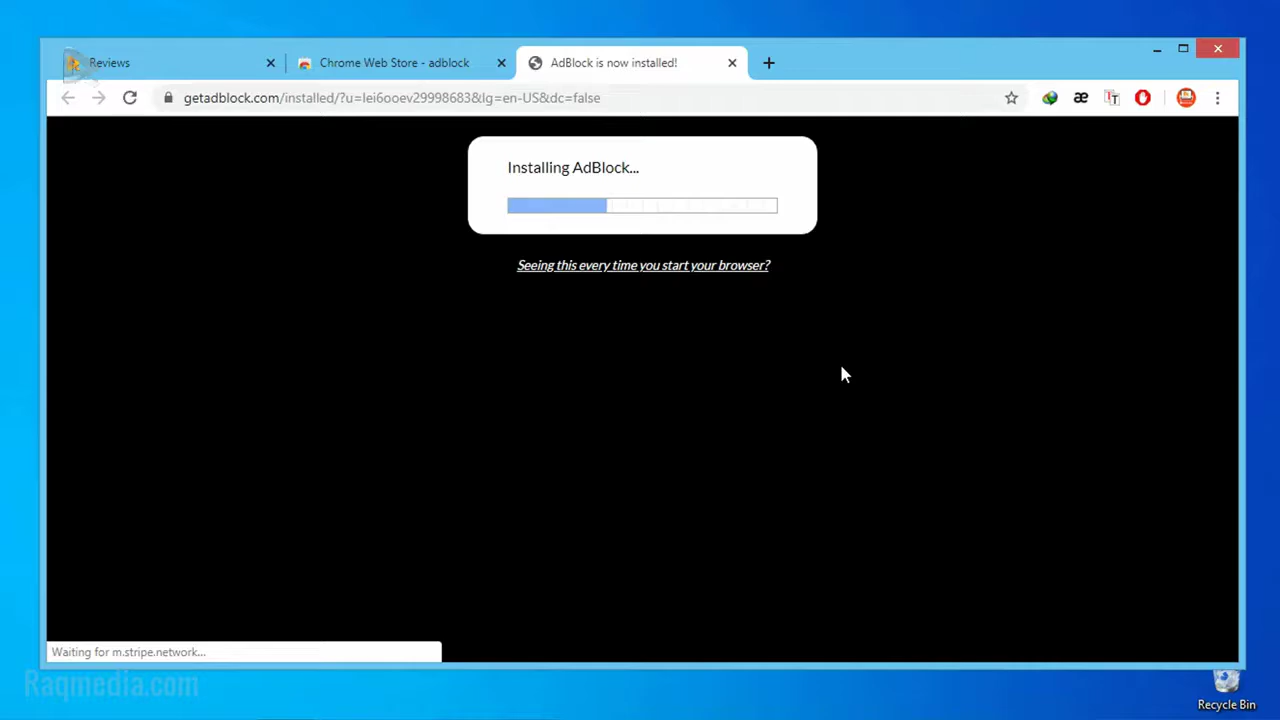 Reviews
Chrome Web Store - adblock
AdBlock is now installed!
getadblock.com/installed/?u=lei6ooev29998683&lg=en-US&dc=false
Installing AdBlock...
Seeing this every time you start your browser?
Waiting for m.stripe.network...
Raqmedia.com
Recycle Bin